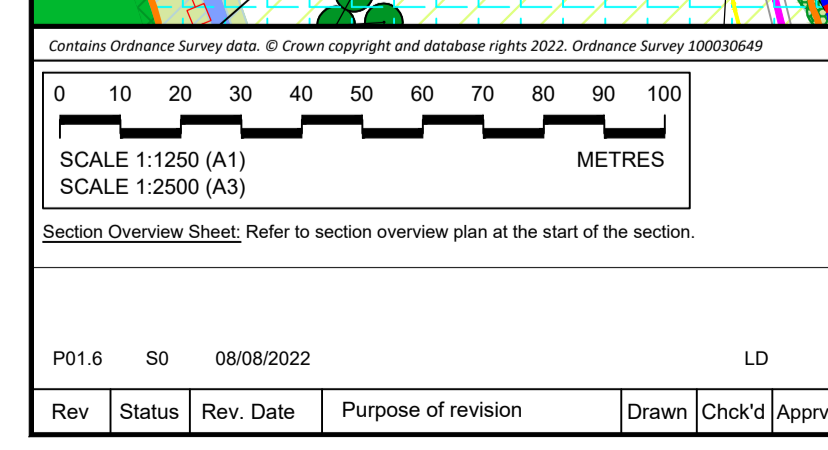 Contains Ordnance Survey data. © Crown copyright and database rights 2022. Ordnance Survey 100030649
0 10 20 30 40 50 60 70 80 90 100
SCALE 1:1250 (A1) METRES
SCALE 1:2500 (A3)
Section Overview Sheet: Refer to section overview plan at the start of the section.
P01.6 S0 08/08/2022 LD
Rev Status Rev. Date Purpose of revision Drawn Chck'd Apprv